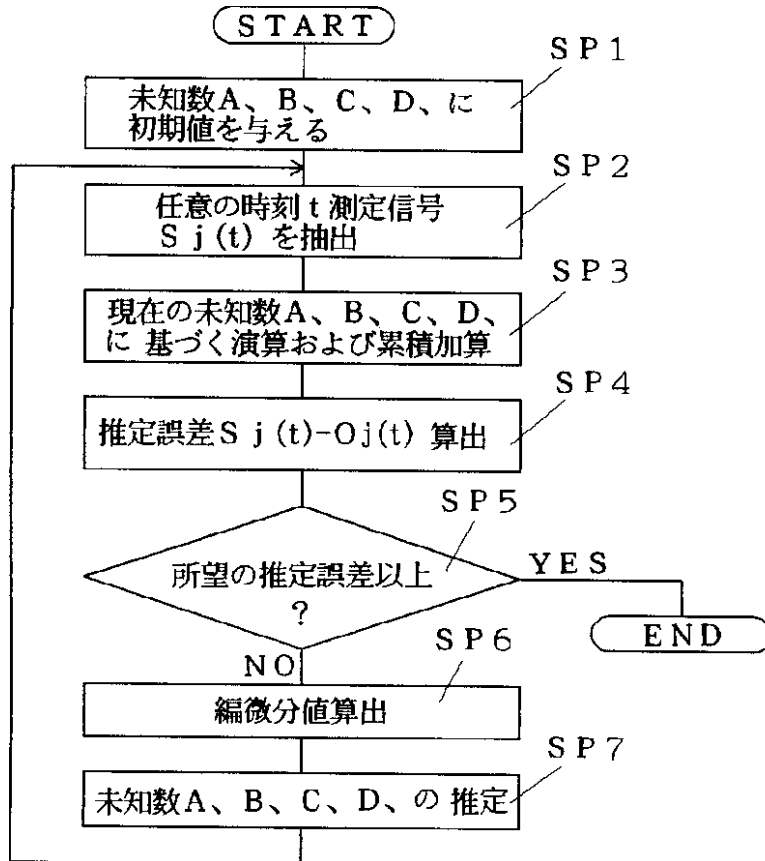 START
SP1
未知数A、B、C、D、に
初期値を与える
SP2
任意の時刻t測定信号
Sj(t)を抽出
SP3
現在の未知数A、B、C、D、
に 基づく演算および累積加算
SP4
推定誤差Sj(t)-Oj(t) 算出
SP5
所望の推定誤差以上
?
YES
END
NO
SP6
編微分値算出
SP7
未知数A、B、C、D、の 推定